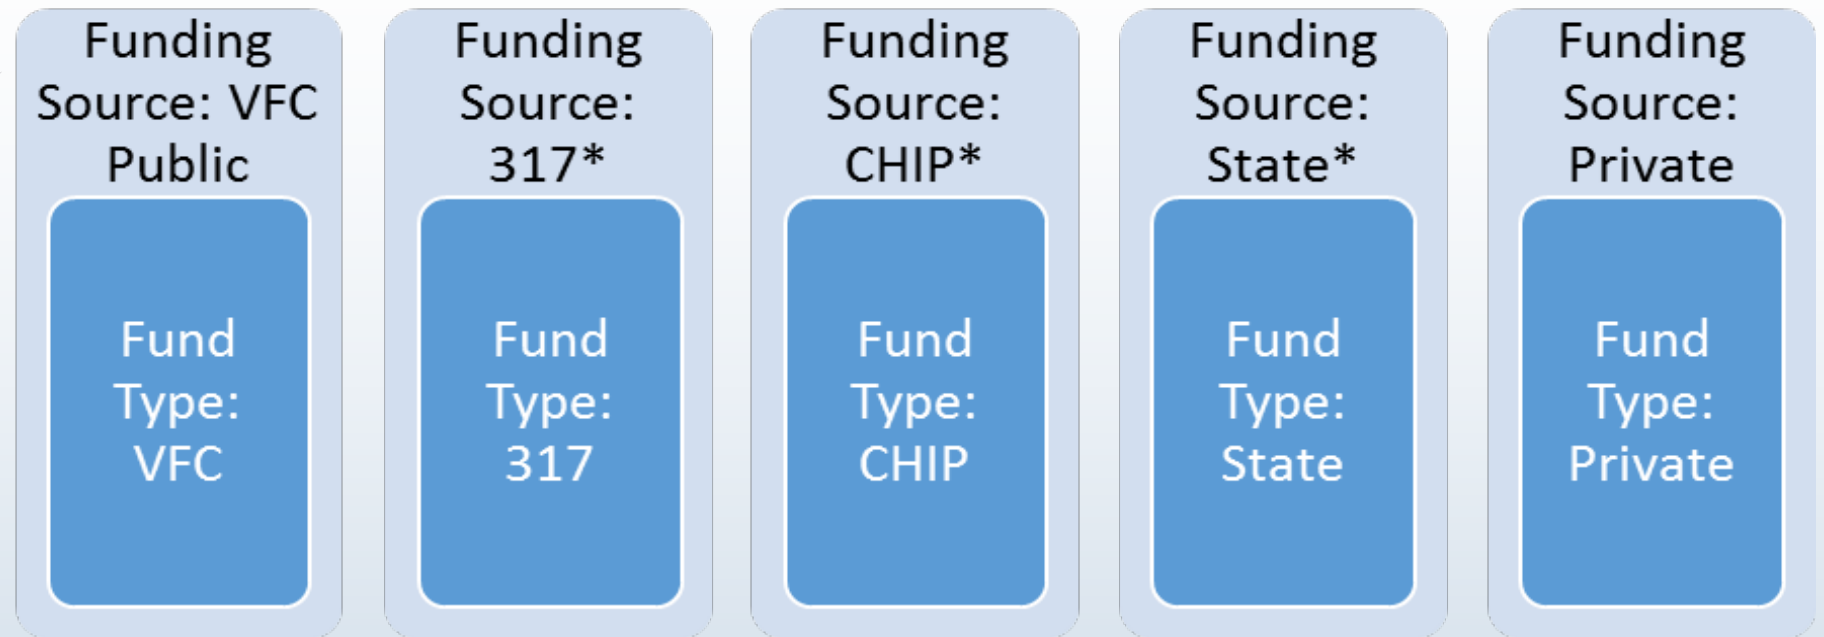 Funding
Source: VFC
Public
Fund
Type:
VFC
Funding
Source:
317*
Fund
Type:
317
Funding
Source:
CHIP*
Fund
Type:
CHIP
Funding
Source:
State*
Fund
Type:
State
Funding
Source:
Private
Fund
Type:
Private